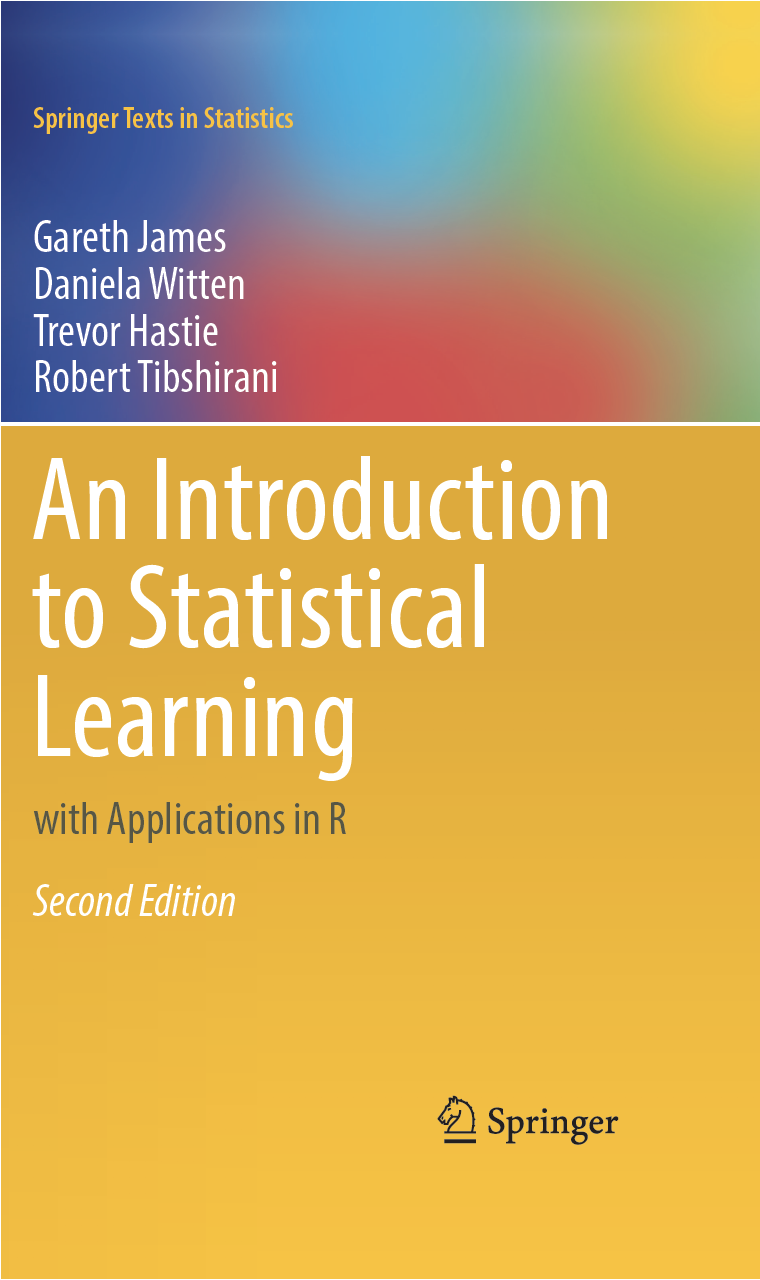 Springer Texts in Statistics
Gareth James
Daniela Witten
Trevor Hastie
Robert Tibshirani
An Introduction
to Statistical
Learning
with Applications in R
Second Edition
Springer